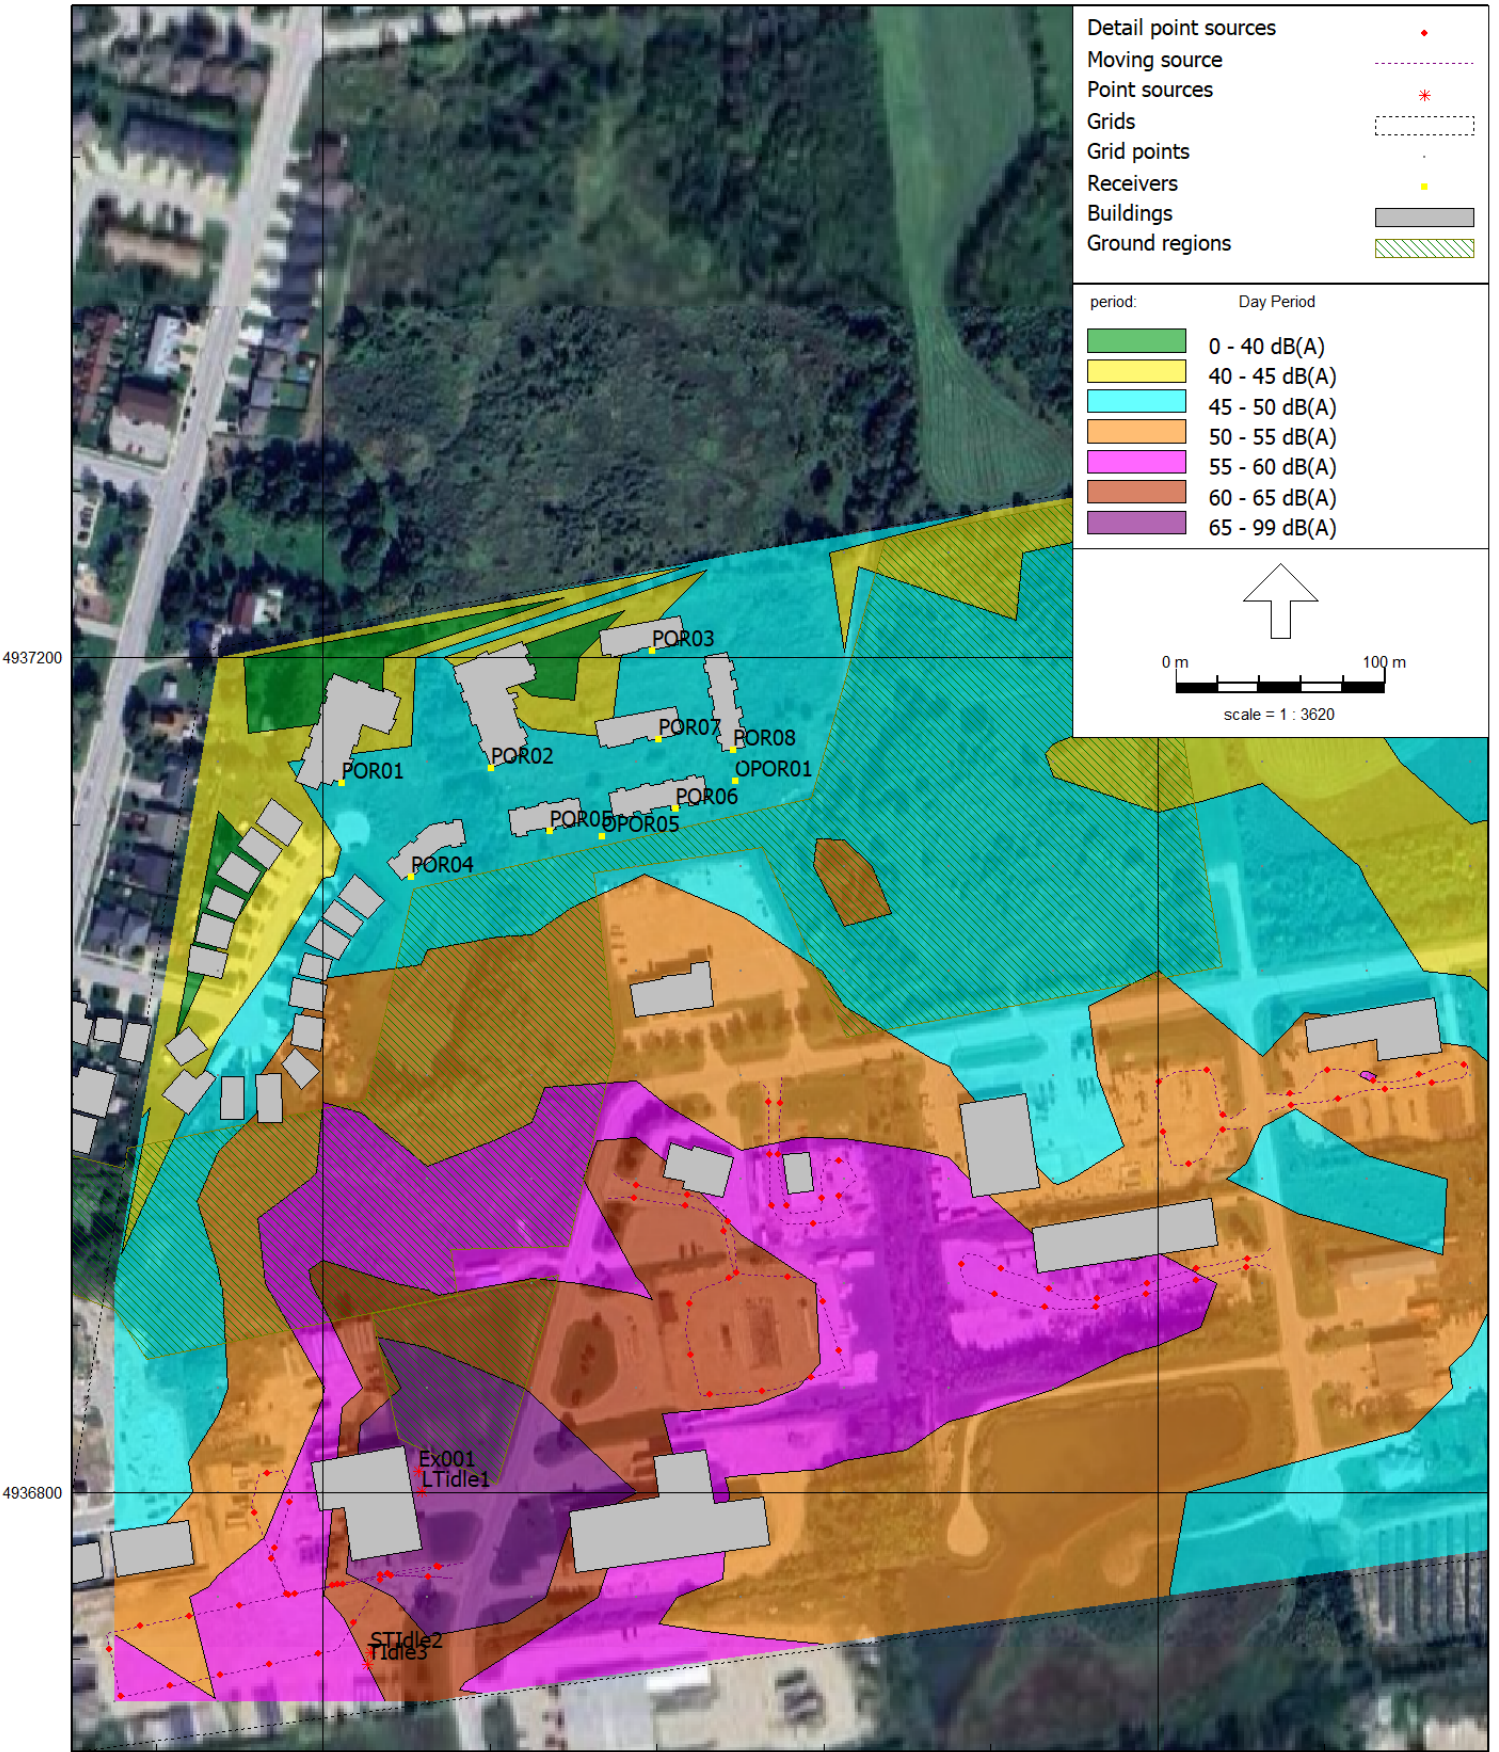 Detail point sources
Moving source
Point sources
Grids
Grid points
Receivers
Buildings
Ground regions
period: Day Period
0 - 40 dB(A)
40 - 45 dB(A)
45 - 50 dB(A)
50 - 55 dB(A)
55 - 60 dB(A)
60 - 65 dB(A)
65 - 99 dB(A)
0 m 100 m
scale = 1 : 3620
4937200
POR03
POR07
POR08
POR02
POR01
OPOR01
POR06
POR05
OPOR05
POR04
4936800
Ex001
LTidle1
STIdle2
TIdle3